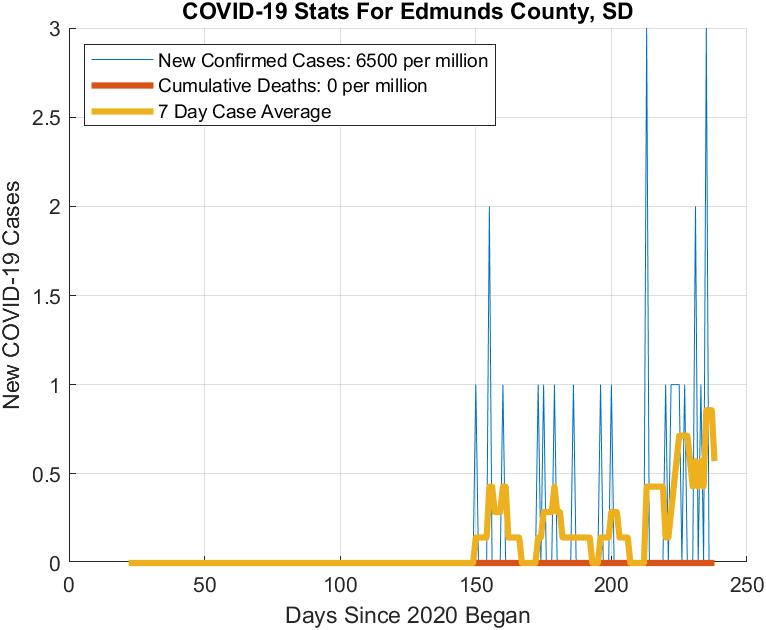 COVID-19 Stats For Edmunds County, SD
New Confirmed Cases: 6500 per million
Cumulative Deaths: 0 per million
7 Day Case Average
New COVID-19 Cases
3
2.5
2
1.5
1
0.5
0
0 50 100 150 200 250
Days Since 2020 Began